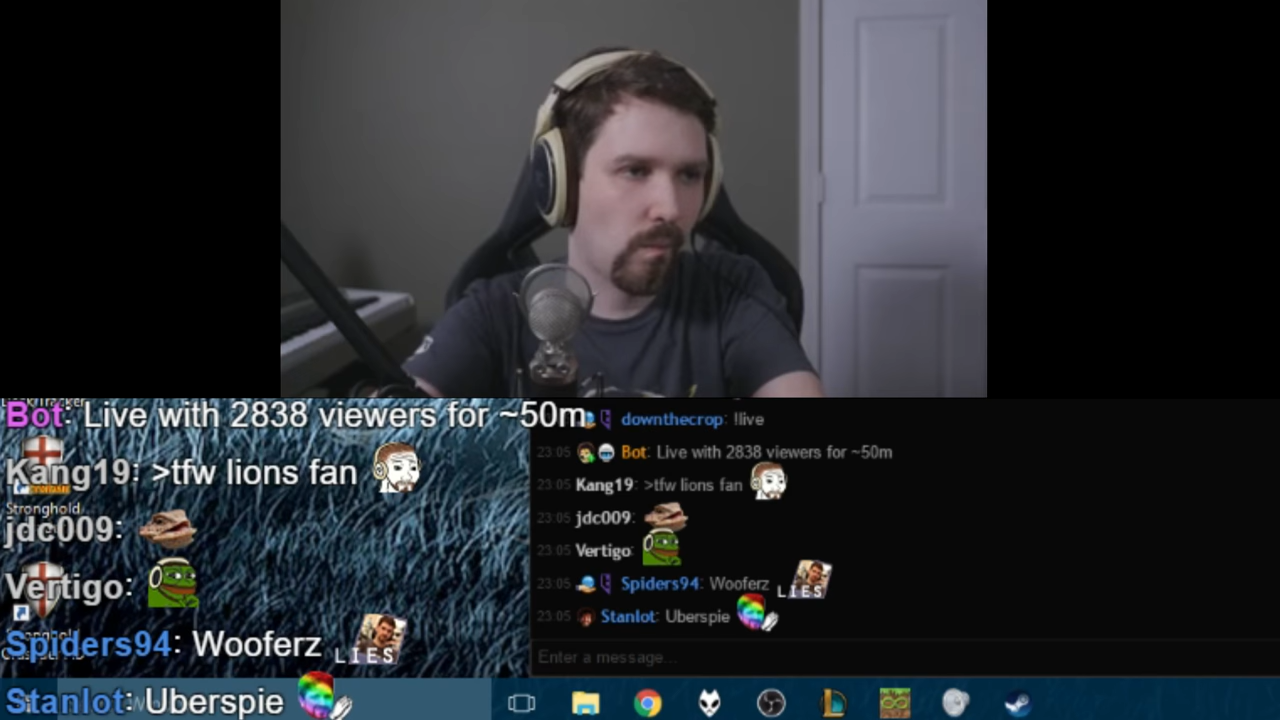 Bot: Live with 2838 viewers for ~50m
Kang19: >tfw lions fan
Stronghold
jdc009:
Vertigo:
Spiders94: Wooferz LIES
Stanlot: Uberspie
downthecrop: !live
23:05 Bot: Live with 2838 viewers for ~50m
23:05 Kang19: >tfw lions fan
23:05 jdc009:
23:05 Vertigo:
23:05 Spiders94: Wooferz LIES
23:05 Stanlot: Uberspie
Enter a message...